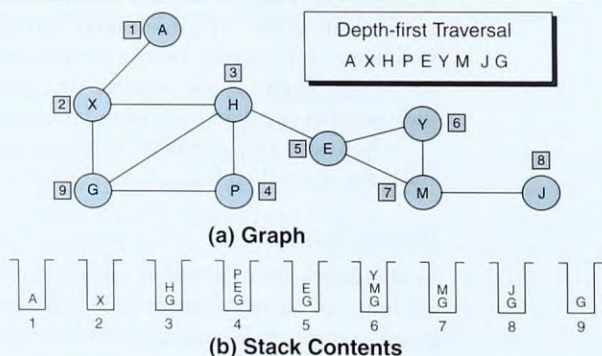 1 A
Depth-first Traversal
A X H P E Y M J G
3
2 X H Y 6
5 E
8
9 G P 4 7 M J
(a) Graph
A
X
H
G
P
E
G
E
G
Y
M
G
M
G
J
G
G
1 2 3 4 5 6 7 8 9
(b) Stack Contents